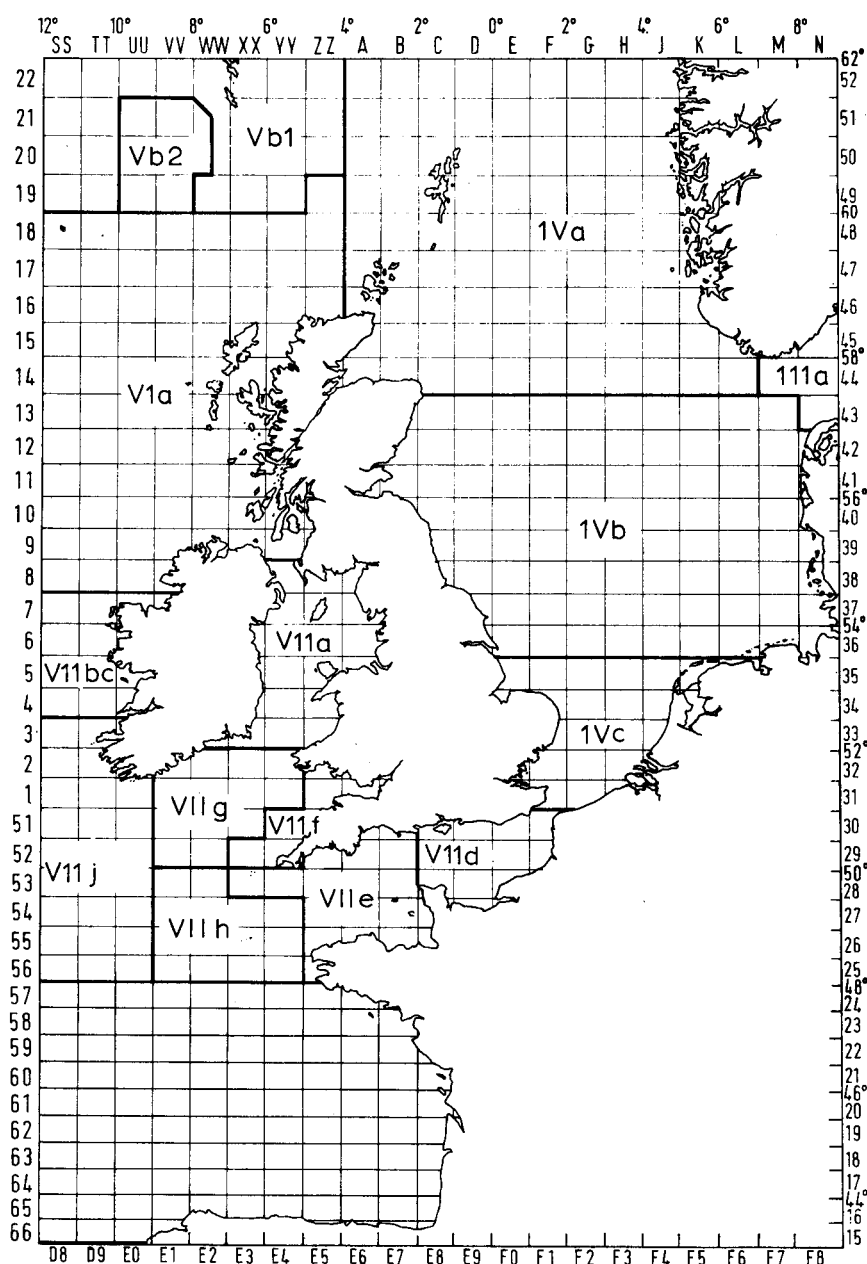 12° 10° 8° 6° 4° 2° 0° 2° 4° 6° 8°
SS TT UU VV WW XX YY ZZ A B C D E F G H J K L M N
22 62°
52
21
Vb2 Vb1
20 50
19 49
60
18 48
1Va
17 47
16 46
15 45
58°
14 V1a 111a 44
13 43
12 42
11 41
56°
10 1Vb 40
9 39
8 38
7 37
54°
6 V11a 36
5 V11bc 35
4 34
3 1Vc 33
52°
2 32
1 VIIg 31
51 V11f 30
52 V11d 29
50°
53 V11j VIIe 28
54 27
55 VIIh 26
56 25
48°
57 24
58 23
59 22
60 21
46°
61 20
62 19
63 18
64 17
44°
65 16
66 15
D8 D9 E0 E1 E2 E3 E4 E5 E6 E7 E8 E9 F0 F1 F2 F3 F4 F5 F6 F7 F8